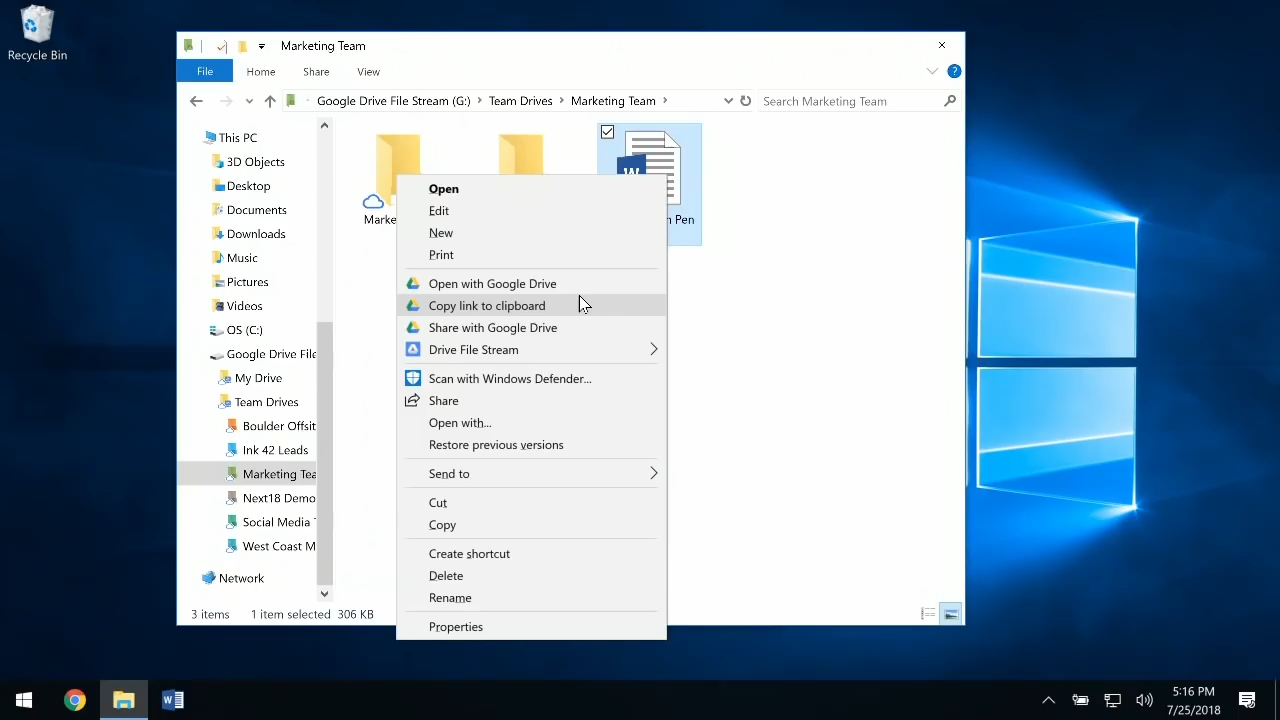 Recycle Bin
Marketing Team
File
Home
Share
View
Google Drive File Stream (G:)
Team Drives
Marketing Team
Search Marketing Team
This PC
3D Objects
Desktop
Documents
Downloads
Music
Pictures
Videos
OS (C:)
Google Drive File
My Drive
Team Drives
Boulder Offsit
Ink 42 Leads
Marketing Tea
Next18 Demo
Social Media
West Coast M
Network
Marke
Pen
Open
Edit
New
Print
Open with Google Drive
Copy link to clipboard
Share with Google Drive
Drive File Stream
Scan with Windows Defender...
Share
Open with...
Restore previous versions
Send to
Cut
Copy
Create shortcut
Delete
Rename
Properties
3 items
1 item selected 306 KB
5:16 PM
7/25/2018